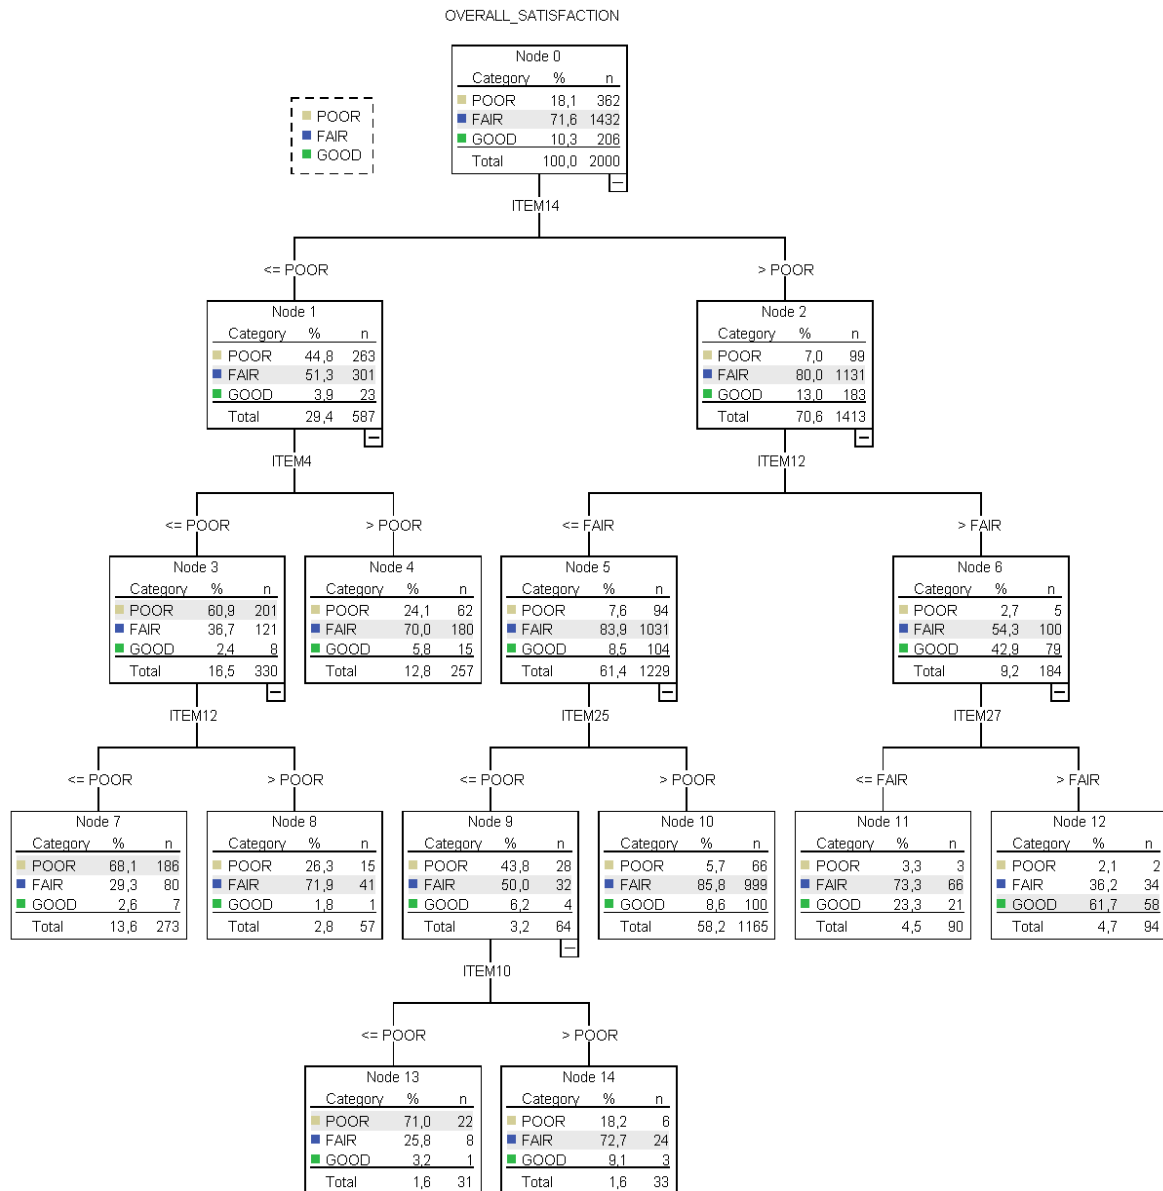 OVERALL_SATISFACTION
Node 0
Category % n
POOR 18,1 362
FAIR 71,6 1432
GOOD 10,3 206
Total 100,0 2000
POOR
FAIR
GOOD
ITEM14
<= POOR
> POOR
Node 1
Category % n
POOR 44,8 263
FAIR 51,3 301
GOOD 3,9 23
Total 29,4 587
Node 2
Category % n
POOR 7,0 99
FAIR 80,0 1131
GOOD 13,0 183
Total 70,6 1413
ITEM4
ITEM12
<= POOR
> POOR
<= FAIR
> FAIR
Node 3
Category % n
POOR 60,9 201
FAIR 36,7 121
GOOD 2,4 8
Total 16,5 330
Node 4
Category % n
POOR 24,1 62
FAIR 70,0 180
GOOD 5,8 15
Total 12,8 257
Node 5
Category % n
POOR 7,6 94
FAIR 83,9 1031
GOOD 8,5 104
Total 61,4 1229
Node 6
Category % n
POOR 2,7 5
FAIR 54,3 100
GOOD 42,9 79
Total 9,2 184
ITEM12
ITEM25
ITEM27
<= POOR
> POOR
<= POOR
> POOR
<= FAIR
> FAIR
Node 7
Category % n
POOR 68,1 186
FAIR 29,3 80
GOOD 2,6 7
Total 13,6 273
Node 8
Category % n
POOR 26,3 15
FAIR 71,9 41
GOOD 1,8 1
Total 2,8 57
Node 9
Category % n
POOR 43,8 28
FAIR 50,0 32
GOOD 6,2 4
Total 3,2 64
Node 10
Category % n
POOR 5,7 66
FAIR 85,8 999
GOOD 8,6 100
Total 58,2 1165
Node 11
Category % n
POOR 3,3 3
FAIR 73,3 66
GOOD 23,3 21
Total 4,5 90
Node 12
Category % n
POOR 2,1 2
FAIR 36,2 34
GOOD 61,7 58
Total 4,7 94
ITEM10
<= POOR
> POOR
Node 13
Category % n
POOR 71,0 22
FAIR 25,8 8
GOOD 3,2 1
Total 1,6 31
Node 14
Category % n
POOR 18,2 6
FAIR 72,7 24
GOOD 9,1 3
Total 1,6 33